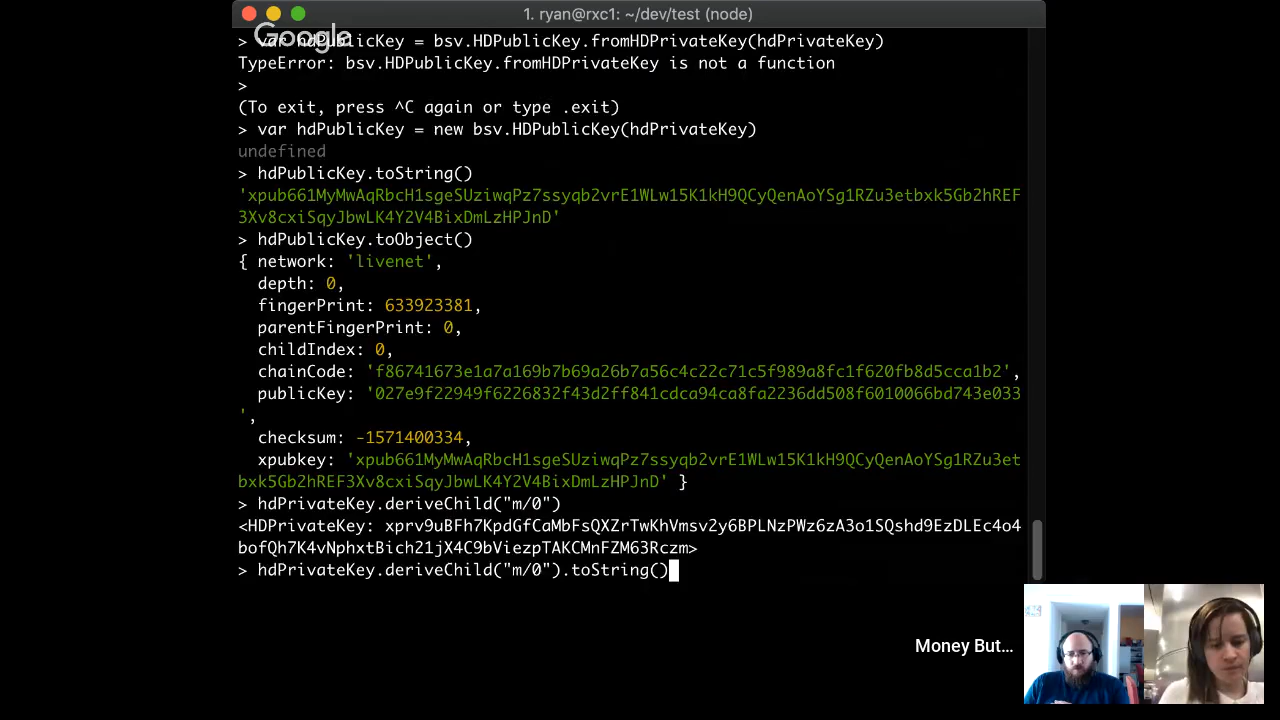 1. ryan@rxc1: ~/dev/test (node)
Google
> var hdPublicKey = bsv.HDPublicKey.fromHDPrivateKey(hdPrivateKey)
TypeError: bsv.HDPublicKey.fromHDPrivateKey is not a function
>
(To exit, press ^C again or type .exit)
> var hdPublicKey = new bsv.HDPublicKey(hdPrivateKey)
undefined
> hdPublicKey.toString()
'xpub661MyMwAqRbcH1sgeSUziwqPz7ssyqb2vrE1WLw15K1kH9QCyQenAoYSg1RZu3etbxk5Gb2hREF
3Xv8cxiSqyJbwLK4Y2V4BixDmLzHPJnD'
> hdPublicKey.toObject()
{ network: 'livenet',
depth: 0,
fingerPrint: 633923381,
parentFingerPrint: 0,
childIndex: 0,
chainCode: 'f86741673e1a7a169b7b69a26b7a56c4c22c71c5f989a8fc1f620fb8d5cca1b2',
publicKey: '027e9f22949f6226832f43d2ff841cdca94ca8fa2236dd508f6010066bd743e033
',
checksum: -1571400334,
xpubkey: 'xpub661MyMwAqRbcH1sgeSUziwqPz7ssyqb2vrE1WLw15K1kH9QCyQenAoYSg1RZu3et
bxk5Gb2hREF3Xv8cxiSqyJbwLK4Y2V4BixDmLzHPJnD' }
> hdPrivateKey.deriveChild("m/0")
<HDPrivateKey: xprv9uBFh7KpdGfCaMbFsQXZrTwKhVmsv2y6BPLNzPWz6zA3o1SQshd9EzDLEc4o4
bofQh7K4vNphxtBich21jX4C9bViezpTAKCMnFZM63Rczm>
> hdPrivateKey.deriveChild("m/0").toString()
Money But...